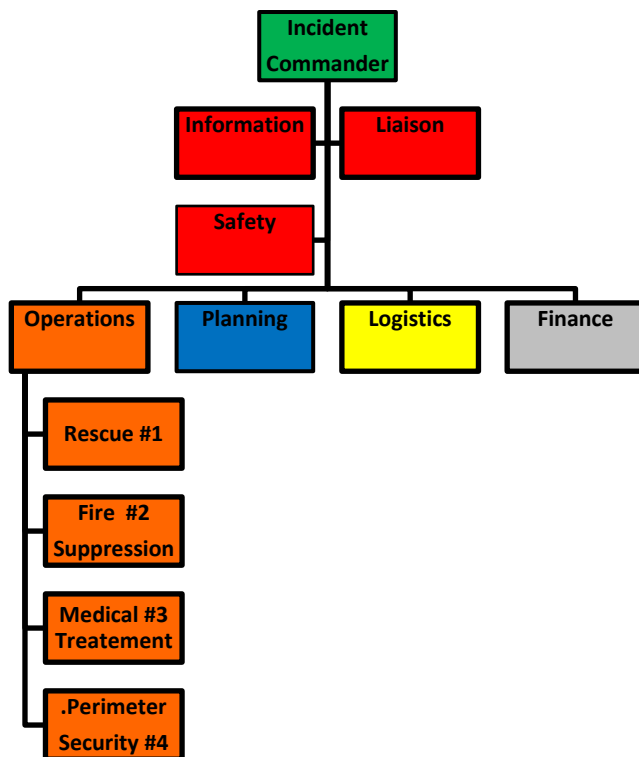 Incident
Commander
Information
Liaison
Safety
Operations
Planning
Logistics
Finance
Rescue #1
Fire #2
Suppression
Medical #3
Treatement
.Perimeter
Security #4